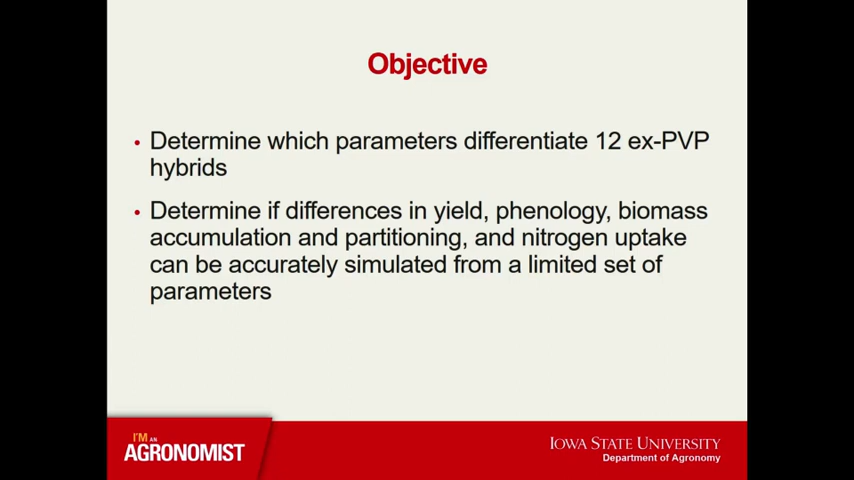 Objective
• Determine which parameters differentiate 12 ex-PVP
hybrids
• Determine if differences in yield, phenology, biomass
accumulation and partitioning, and nitrogen uptake
can be accurately simulated from a limited set of
parameters
I'M AN
AGRONOMIST
IOWA STATE UNIVERSITY
Department of Agronomy